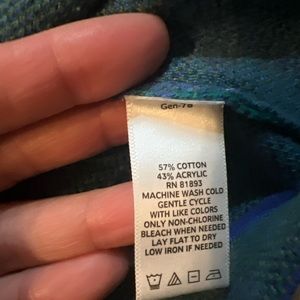 Gen-78
57% COTTON
43% ACRYLIC
RN 81893
MACHINE WASH COLD
GENTLE CYCLE
WITH LIKE COLORS
ONLY NON-CHLORINE
BLEACH WHEN NEEDED
LAY FLAT TO DRY
LOW IRON IF NEEDED